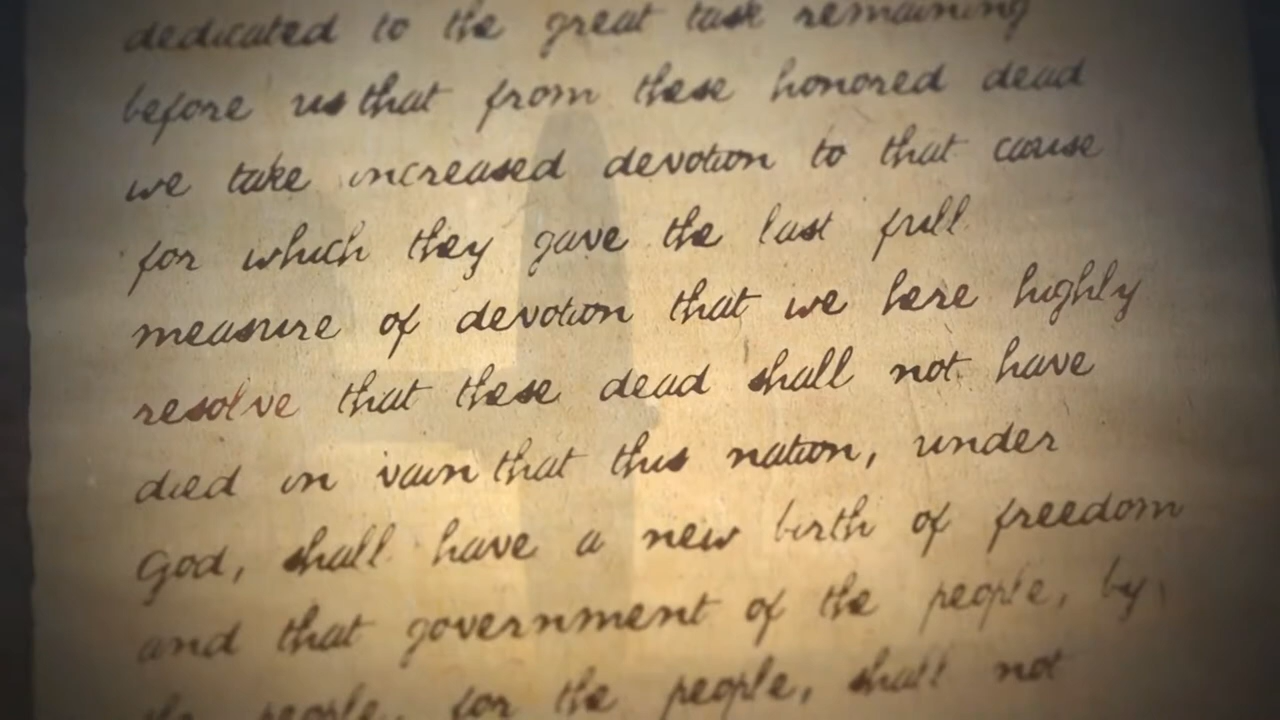 dedicated to the great task remaining
before us that from these honored dead
we take increased devotion to that cause
for which they gave the last full
measure of devotion that we here highly
resolve that these dead shall not have
died in vain that this nation, under
God, shall have a new birth of freedom
and that government of the people, by
the people, for the people, shall not